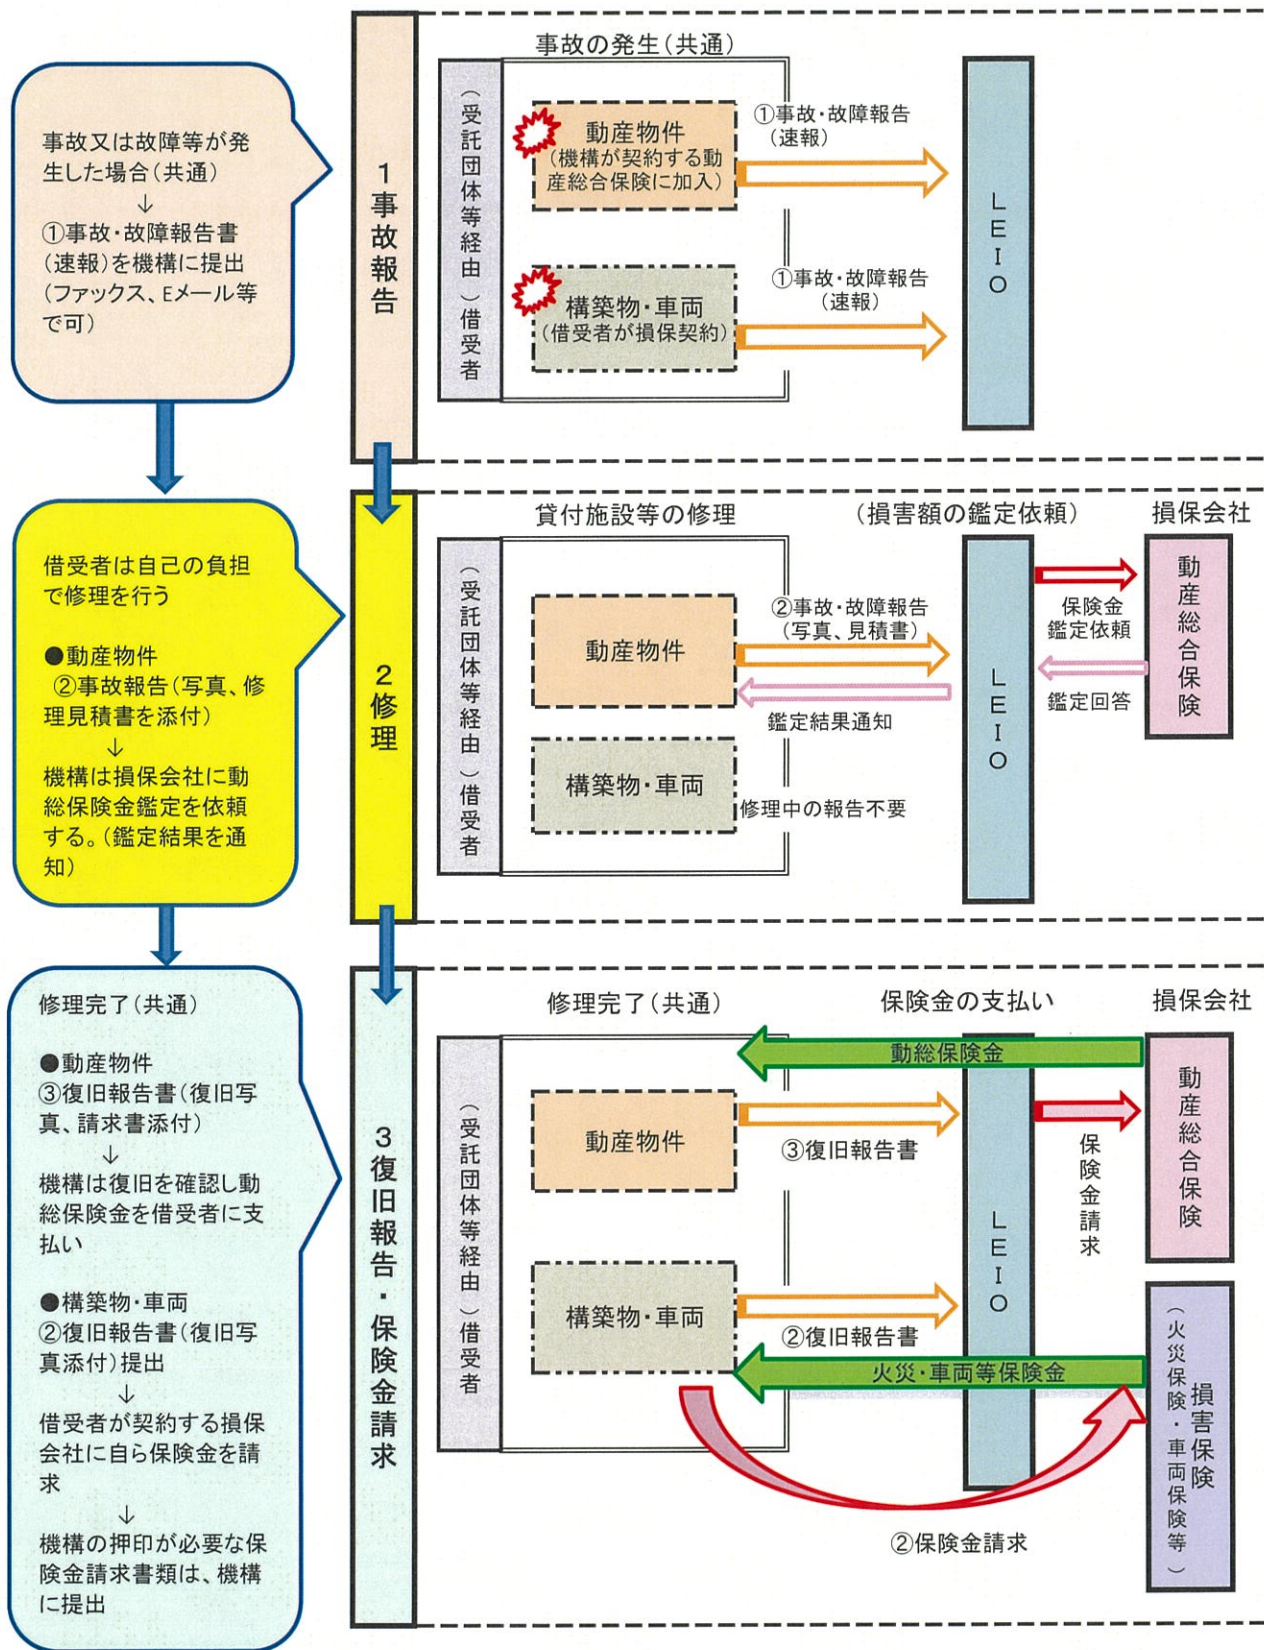 事故又は故障等が発
生した場合(共通)
↓
①事故・故障報告書
(速報)を機構に提出
(ファックス、Eメール等
で可)
1事故報告
事故の発生(共通)
(受託団体等経由)借受者
動産物件
(機構が契約する動
産総合保険に加入)
①事故・故障報告
(速報)
構築物・車両
(借受者が損保契約)
①事故・故障報告
(速報)
LEIO
借受者は自己の負担
で修理を行う
●動産物件
②事故報告(写真、修
理見積書を添付)
↓
機構は損保会社に動
総保険金鑑定を依頼
する。(鑑定結果を通
知)
2修理
貸付施設等の修理
(損害額の鑑定依頼)
損保会社
(受託団体等経由)借受者
動産物件
②事故・故障報告
(写真、見積書)
鑑定結果通知
構築物・車両
修理中の報告不要
LEIO
保険金
鑑定依頼
鑑定回答
動産総合保険
修理完了(共通)
●動産物件
③復旧報告書(復旧写
真、請求書添付)
↓
機構は復旧を確認し動
総保険金を借受者に支
払い
●構築物・車両
②復旧報告書(復旧写
真添付)提出
↓
借受者が契約する損保
会社に自ら保険金を請
求
↓
機構の押印が必要な保
険金請求書類は、機構
に提出
3復旧報告・保険金請求
修理完了(共通)
保険金の支払い
損保会社
(受託団体等経由)借受者
動総保険金
動産物件
③復旧報告書
保険金請求
動産総合保険
構築物・車両
②復旧報告書
LEIO
火災・車両等保険金
②保険金請求
損害保険
(火災保険・車両保険等)